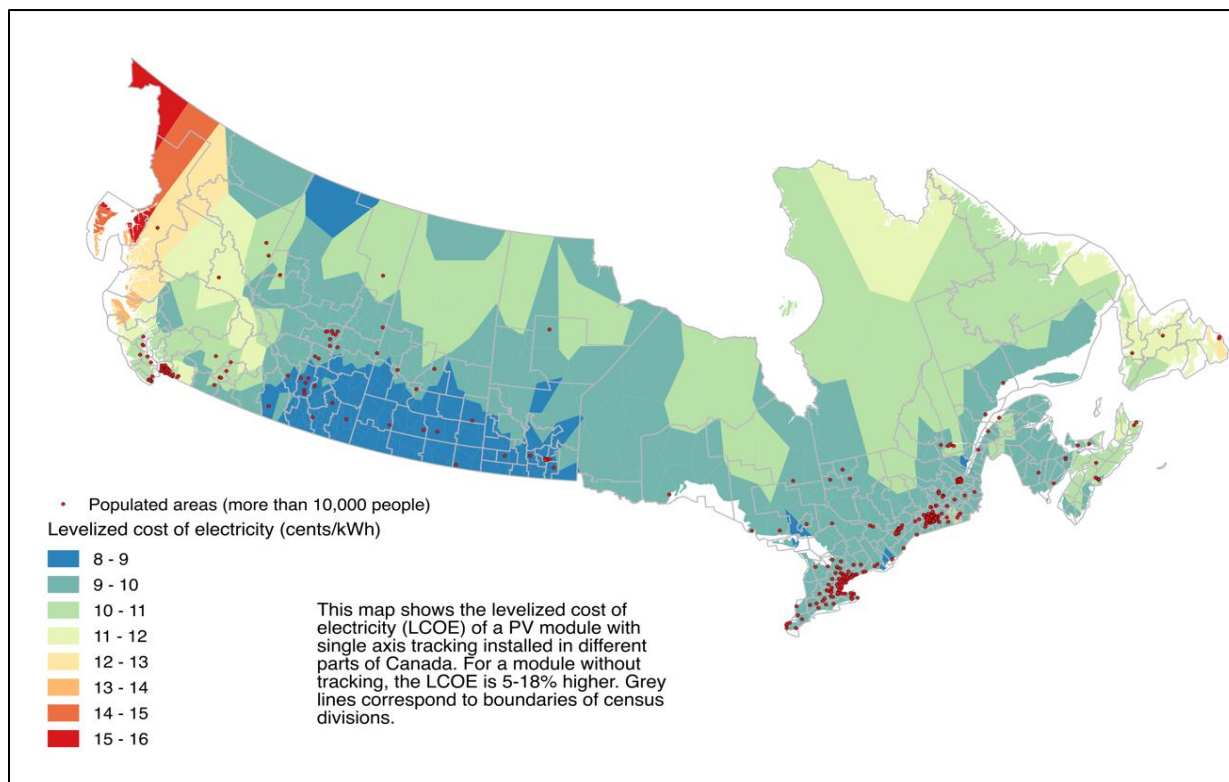 Populated areas (more than 10,000 people)
Levelized cost of electricity (cents/kWh)
8 - 9
9 - 10
10 - 11
11 - 12
12 - 13
13 - 14
14 - 15
15 - 16
This map shows the levelized cost of
electricity (LCOE) of a PV module with
single axis tracking installed in different
parts of Canada. For a module without
tracking, the LCOE is 5-18% higher. Grey
lines correspond to boundaries of census
divisions.